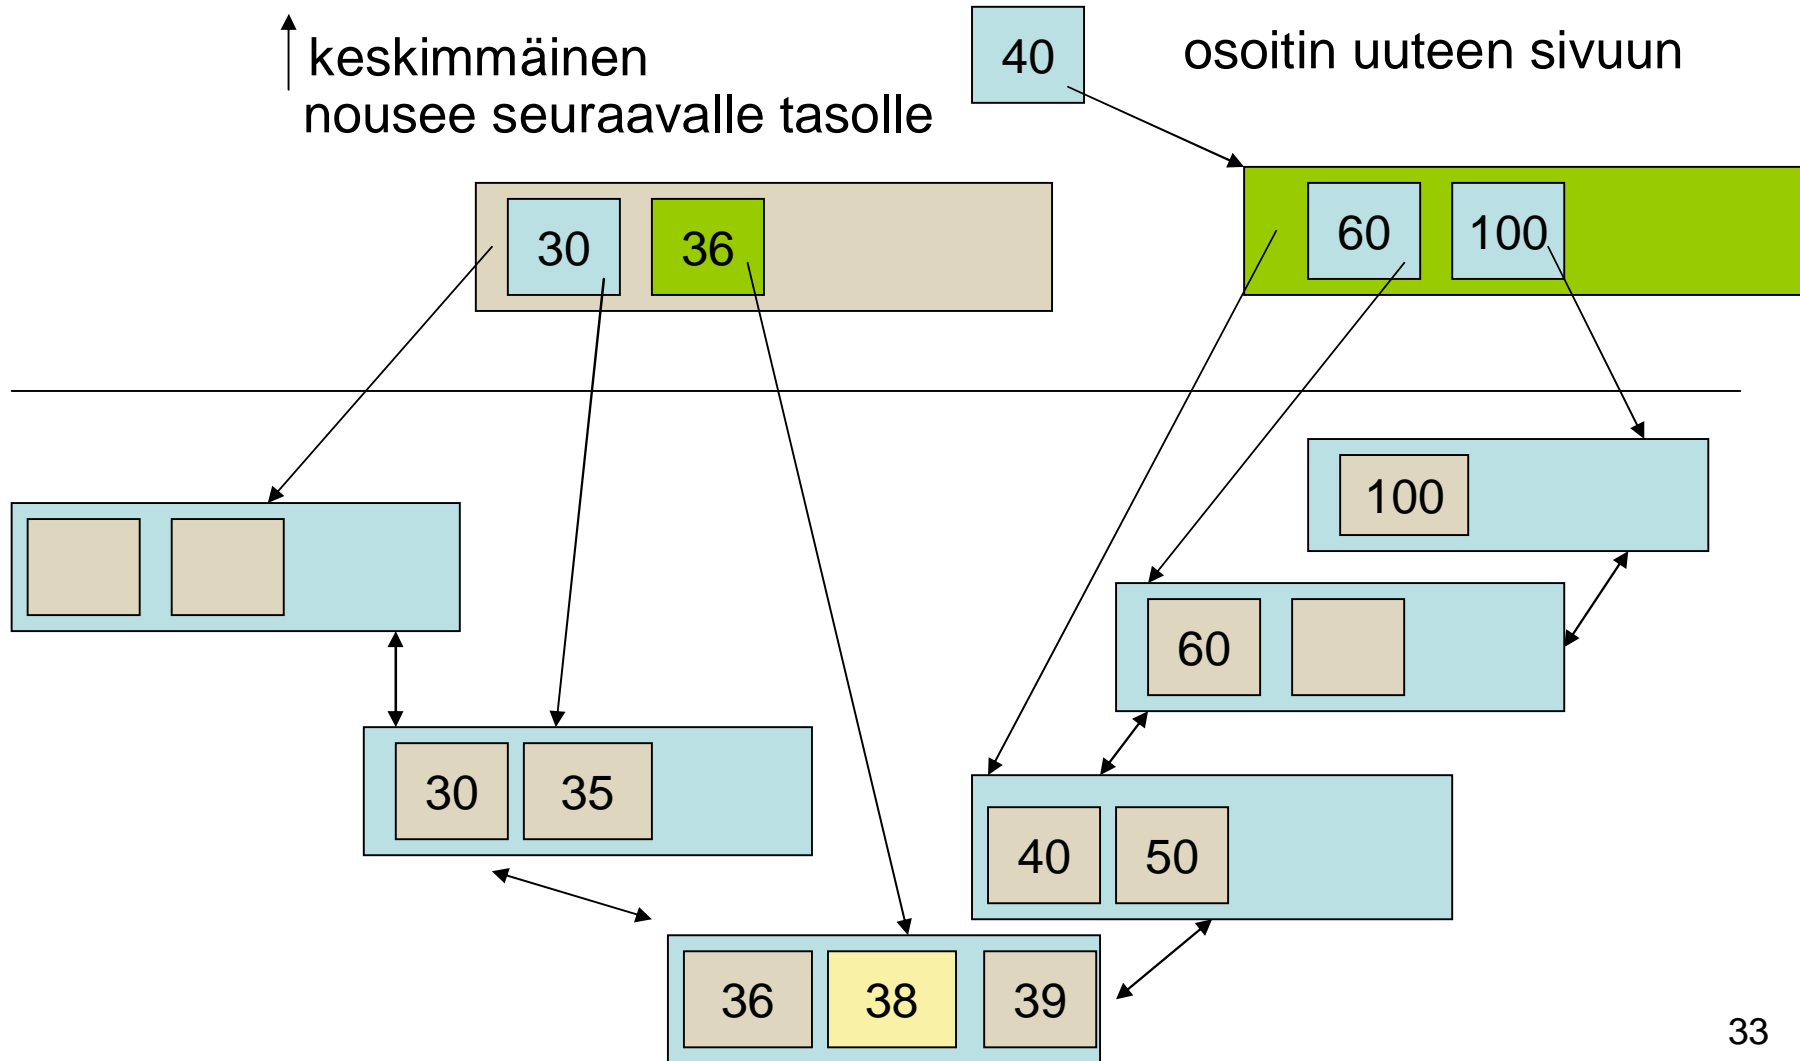 keskimmäinen
nousee seuraavalle tasolle
40
osoitin uuteen sivuun
30 36
60 100
100
60
30 35
40 50
36 38 39
33